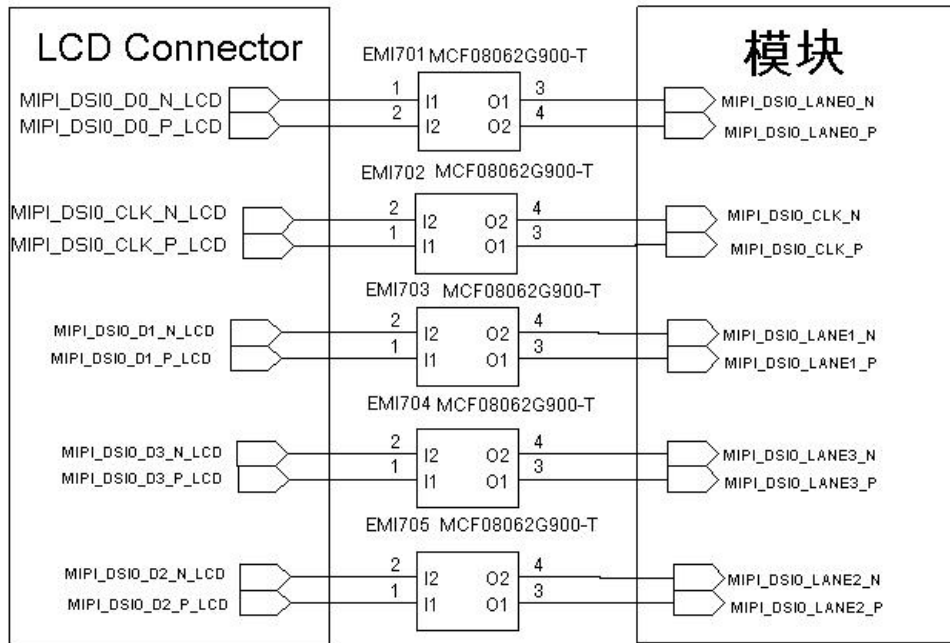 LCD Connector
模块
EMI701 MCF08062G900-T
MIPI_DSI0_D0_N_LCD 1 I1 O1 3 MIPI_DSI0_LANE0_N
MIPI_DSI0_D0_P_LCD 2 I2 O2 4 MIPI_DSI0_LANE0_P
EMI702 MCF08062G900-T
MIPI_DSI0_CLK_N_LCD 2 I2 O2 4 MIPI_DSI0_CLK_N
MIPI_DSI0_CLK_P_LCD 1 I1 O1 3 MIPI_DSI0_CLK_P
EMI703 MCF08062G900-T
MIPI_DSI0_D1_N_LCD 2 I2 O2 4 MIPI_DSI0_LANE1_N
MIPI_DSI0_D1_P_LCD 1 I1 O1 3 MIPI_DSI0_LANE1_P
EMI704 MCF08062G900-T
MIPI_DSI0_D3_N_LCD 2 I2 O2 4 MIPI_DSI0_LANE3_N
MIPI_DSI0_D3_P_LCD 1 I1 O1 3 MIPI_DSI0_LANE3_P
EMI705 MCF08062G900-T
MIPI_DSI0_D2_N_LCD 2 I2 O2 4 MIPI_DSI0_LANE2_N
MIPI_DSI0_D2_P_LCD 1 I1 O1 3 MIPI_DSI0_LANE2_P